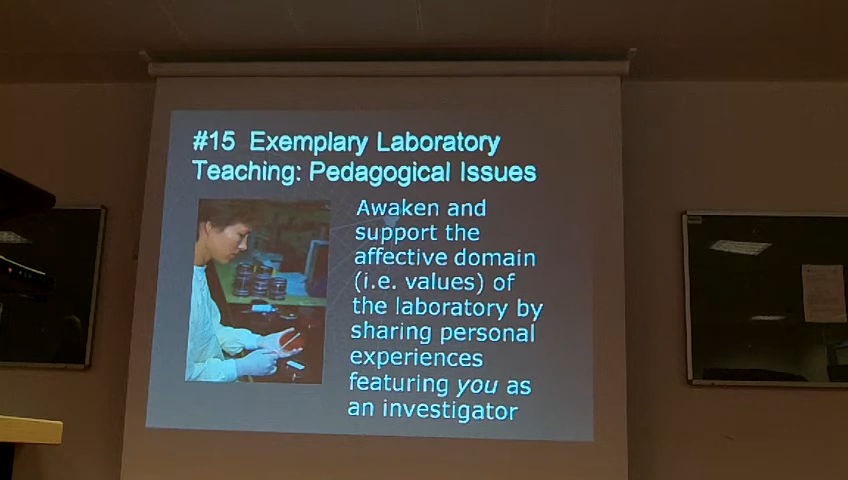 #15 Exemplary Laboratory
Teaching: Pedagogical Issues
Awaken and
support the
affective domain
(i.e. values) of
the laboratory by
sharing personal
experiences
featuring you as
an investigator